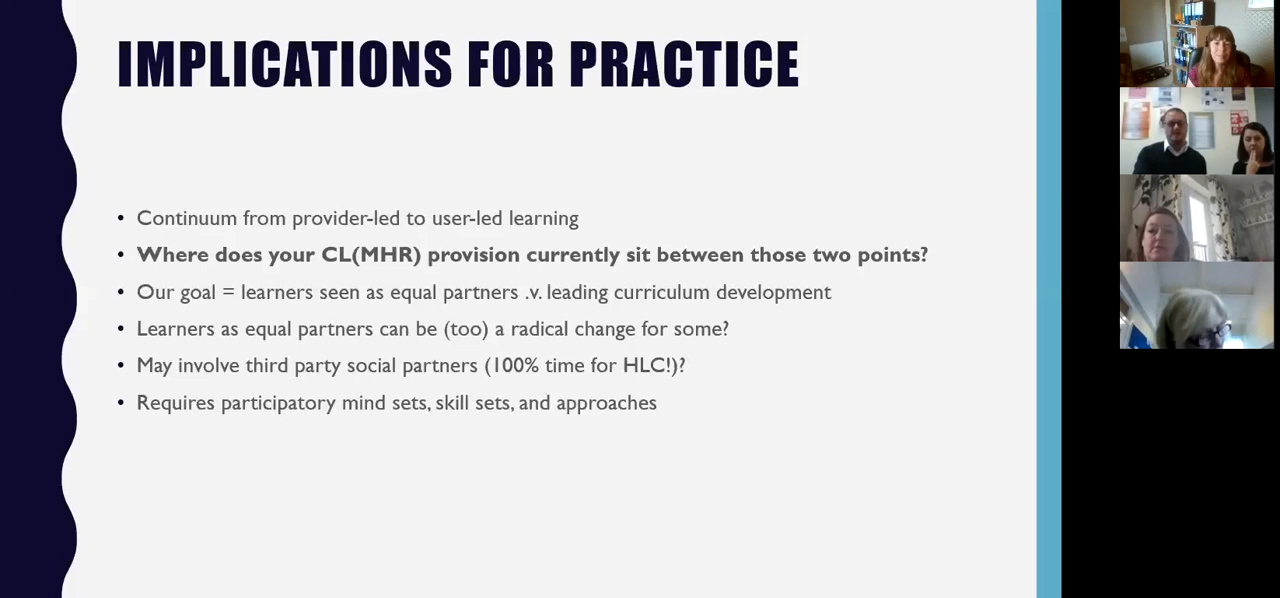 IMPLICATIONS FOR PRACTICE
• Continuum from provider-led to user-led learning
• Where does your CL(MHR) provision currently sit between those two points?
• Our goal = learners seen as equal partners .v. leading curriculum development
• Learners as equal partners can be (too) a radical change for some?
• May involve third party social partners (100% time for HLC!)?
• Requires participatory mind sets, skill sets, and approaches